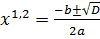 x^{1,2} = \frac{-b \pm \sqrt{D}}{2a}